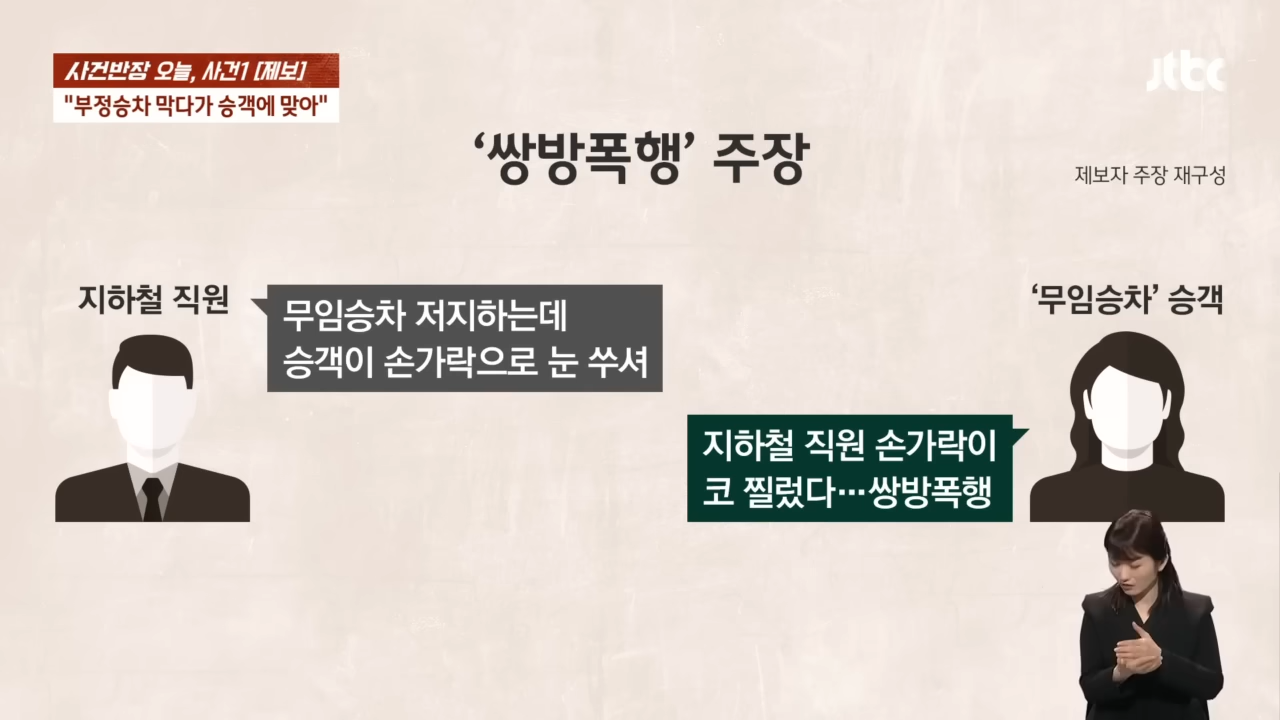 사건반장 오늘, 사건1 [제보]
"부정승차 막다가 승객에 맞아"
jtbc
‘쌍방폭행’ 주장
제보자 주장 재구성
지하철 직원
무임승차 저지하는데
승객이 손가락으로 눈 쑤셔
‘무임승차’ 승객
지하철 직원 손가락이
코 찔렀다…쌍방폭행